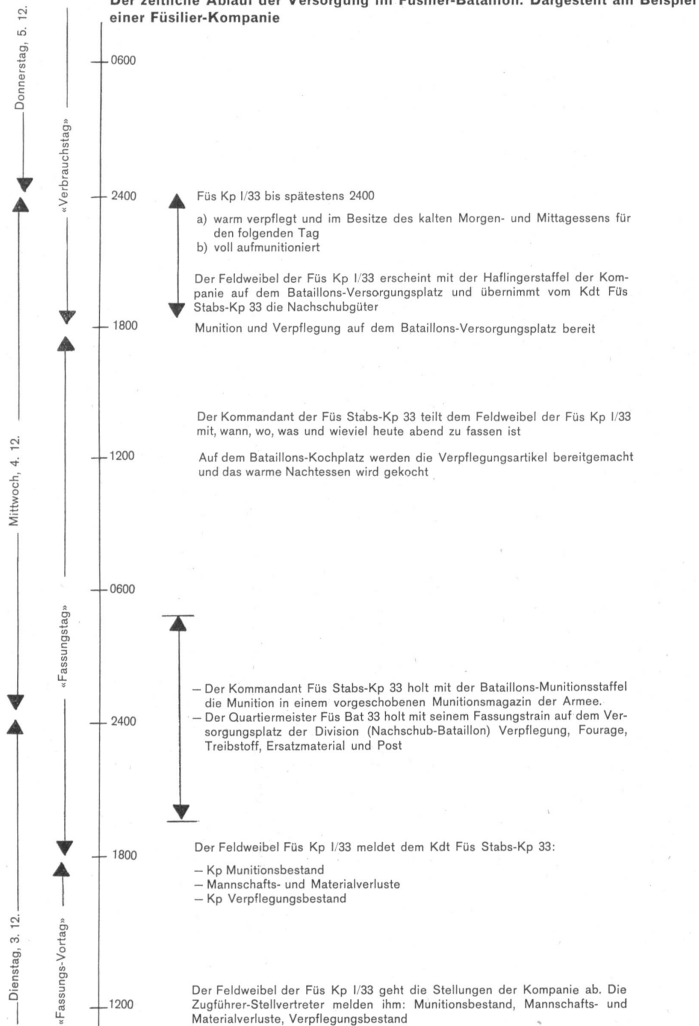 Der zeitliche Ablauf der Versorgung im Füsilier-Bataillon. Dargestellt am Beispiel
einer Füsilier-Kompanie
Donnerstag, 5. 12.
«Verbrauchstag»
0600
2400
Füs Kp I/33 bis spätestens 2400
a) warm verpflegt und im Besitze des kalten Morgen- und Mittagessens für
den folgenden Tag
b) voll aufmunitioniert
Der Feldweibel der Füs Kp I/33 erscheint mit der Haflingerstaffel der Kom-
panie auf dem Bataillons-Versorgungsplatz und übernimmt vom Kdt Füs
Stabs-Kp 33 die Nachschubgüter
1800
Munition und Verpflegung auf dem Bataillons-Versorgungsplatz bereit
Mittwoch, 4. 12.
«Fassungstag»
Der Kommandant der Füs Stabs-Kp 33 teilt dem Feldweibel der Füs Kp I/33
mit, wann, wo, was und wieviel heute abend zu fassen ist
1200
Auf dem Bataillons-Kochplatz werden die Verpflegungsartikel bereitgemacht
und das warme Nachtessen wird gekocht
0600
– Der Kommandant Füs Stabs-Kp 33 holt mit der Bataillons-Munitionsstaffel
die Munition in einem vorgeschobenen Munitionsmagazin der Armee.
2400
– Der Quartiermeister Füs Bat 33 holt mit seinem Fassungstrain auf dem Ver-
sorgungsplatz der Division (Nachschub-Bataillon) Verpflegung, Fourage,
Treibstoff, Ersatzmaterial und Post
1800
Der Feldweibel Füs Kp I/33 meldet dem Kdt Füs Stabs-Kp 33:
– Kp Munitionsbestand
– Mannschafts- und Materialverluste
– Kp Verpflegungsbestand
Dienstag, 3. 12.
«Fassungs-Vortag»
1200
Der Feldweibel der Füs Kp I/33 geht die Stellungen der Kompanie ab. Die
Zugführer-Stellvertreter melden ihm: Munitionsbestand, Mannschafts- und
Materialverluste, Verpflegungsbestand